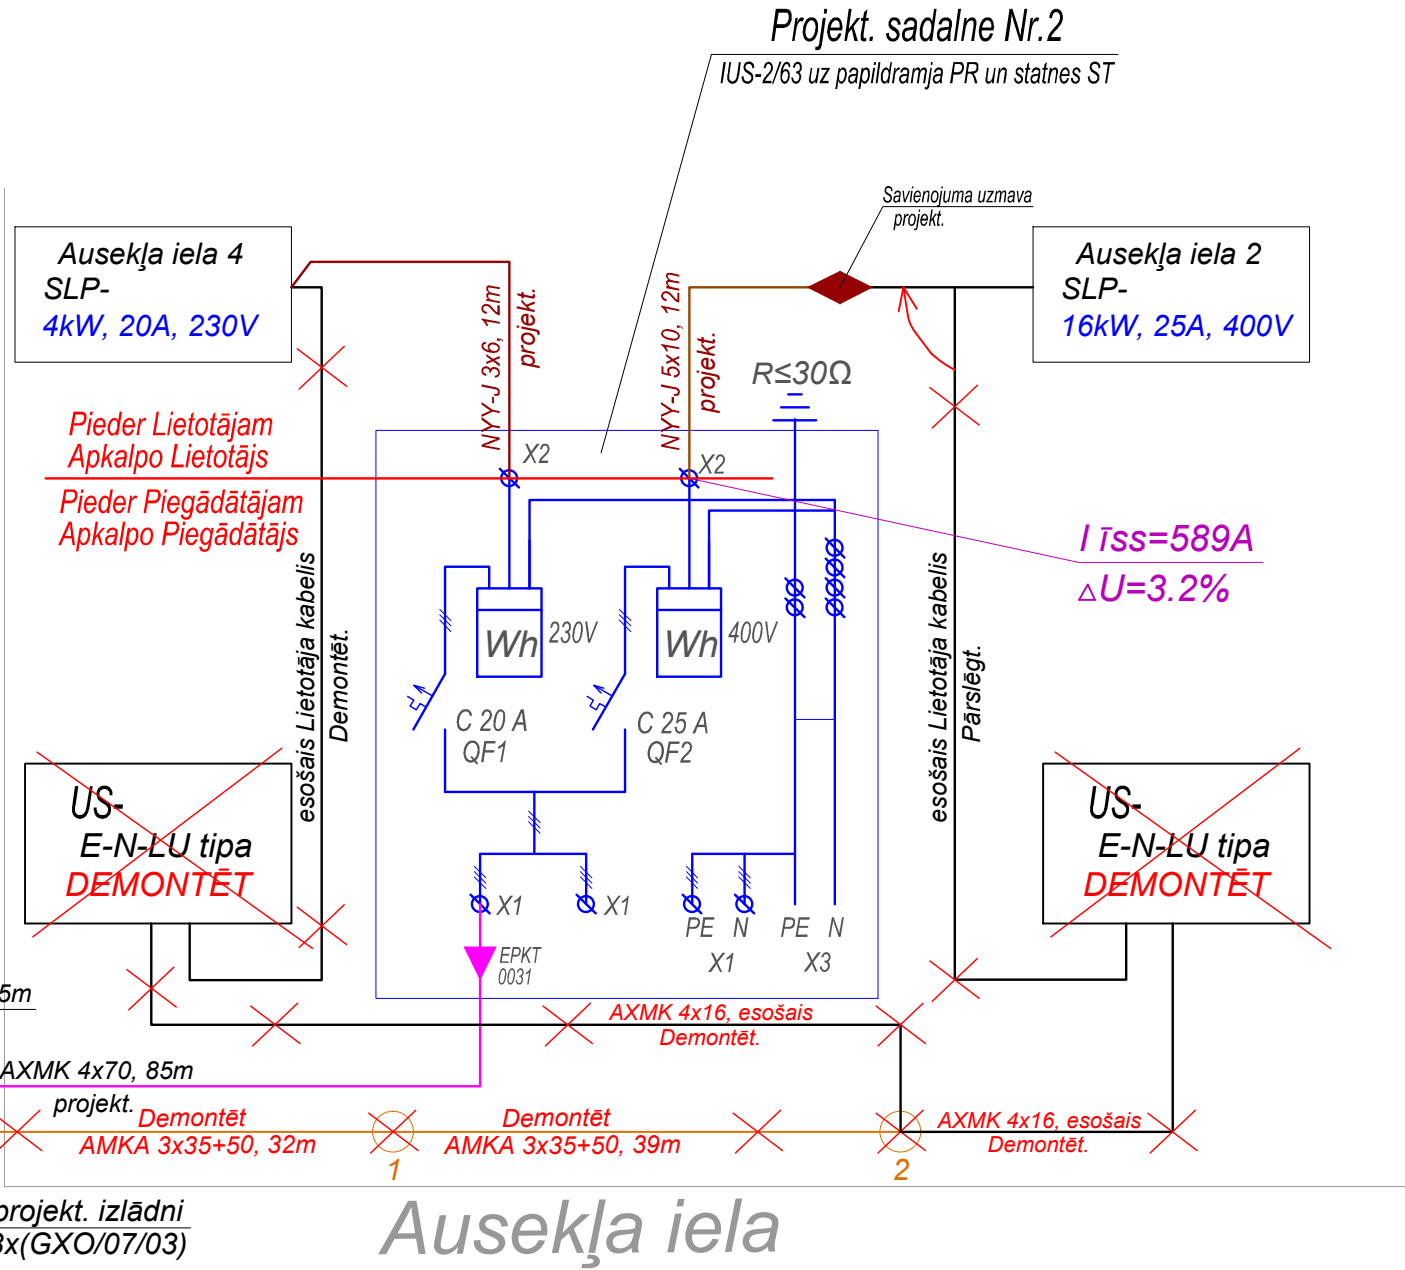 Projekt. sadalne Nr.2
IUS-2/63 uz papildramja PR un statnes ST
Savienojuma uzmava
projekt.
Ausekļa iela 4
SLP-
4kW, 20A, 230V
Ausekļa iela 2
SLP-
16kW, 25A, 400V
NYY-J 3x6, 12m
projekt.
NYY-J 5x10, 12m
projekt.
R≤30Ω
Pieder Lietotājam
Apkalpo Lietotājs
X2
X2
Pieder Piegādātājam
Apkalpo Piegādātājs
I īss=589A
△U=3.2%
esošais Lietotāja kabelis
Demontēt.
Wh
230V
Wh
400V
esošais Lietotāja kabelis
Pārslēgt.
C 20 A
QF1
C 25 A
QF2
US-
E-N-LU tipa
DEMONTĒT
US-
E-N-LU tipa
DEMONTĒT
X1
X1
PE N
X1
PE N
X3
EPKT
0031
5m
AXMK 4x16, esošais
Demontēt.
AXMK 4x70, 85m
projekt.
Demontēt
AMKA 3x35+50, 32m
Demontēt
AMKA 3x35+50, 39m
AXMK 4x16, esošais
Demontēt.
1
2
projekt. izlādni
3x(GXO/07/03)
Ausekļa iela